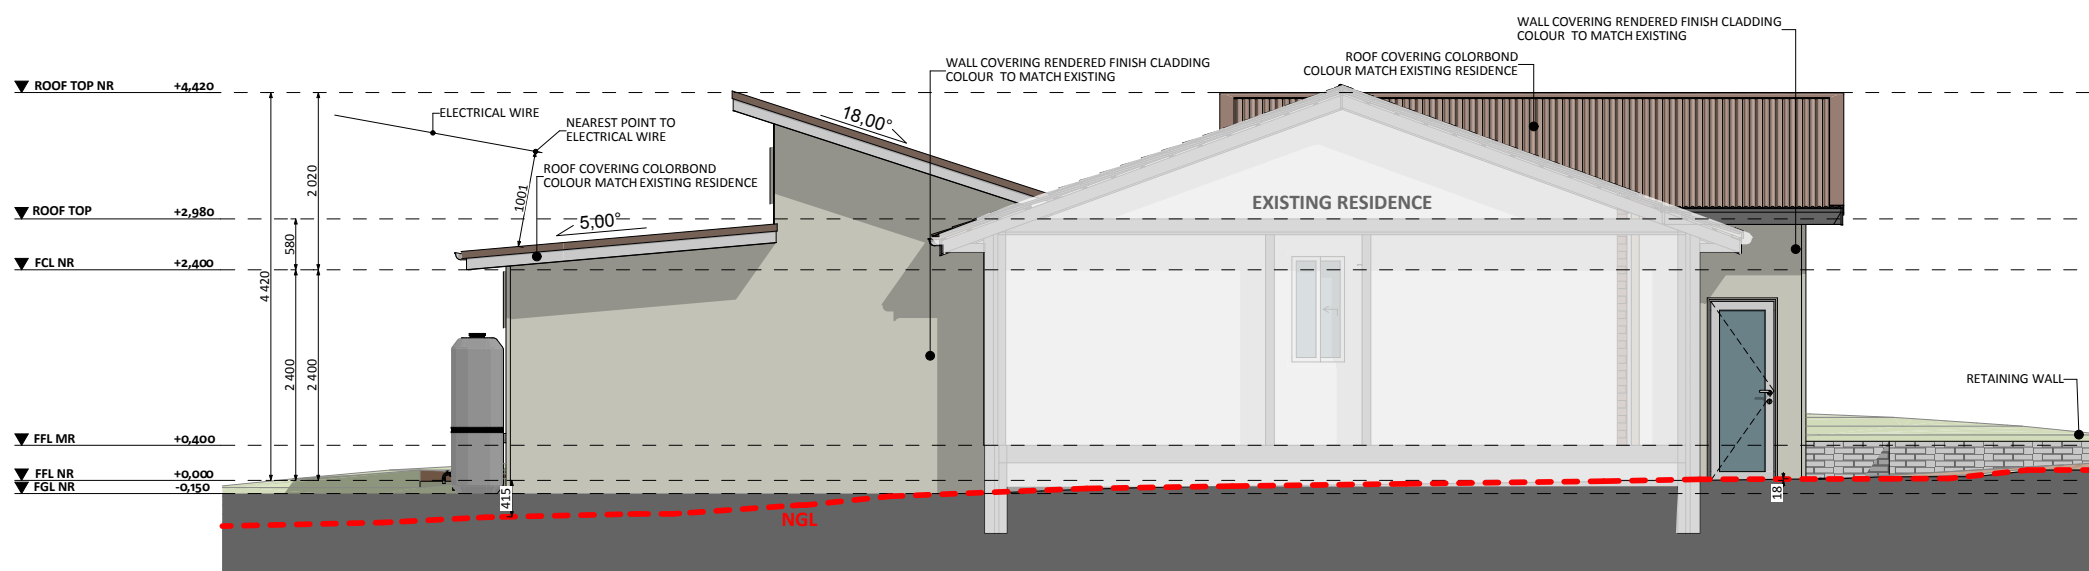 WALL COVERING RENDERED FINISH CLADDING
COLOUR TO MATCH EXISTING
ROOF COVERING COLORBOND
COLOUR MATCH EXISTING RESIDENCE
WALL COVERING RENDERED FINISH CLADDING
COLOUR TO MATCH EXISTING
ROOF TOP NR +4,420
ELECTRICAL WIRE
NEAREST POINT TO
ELECTRICAL WIRE
18,00°
ROOF COVERING COLORBOND
COLOUR MATCH EXISTING RESIDENCE
2 020
1001
EXISTING RESIDENCE
ROOF TOP +2,980
5,00°
580
FCL NR +2,400
4 420
2 400
2 400
RETAINING WALL
FFL MR +0,400
FFL NR +0,000
FGL NR -0,150
415
18
NGL